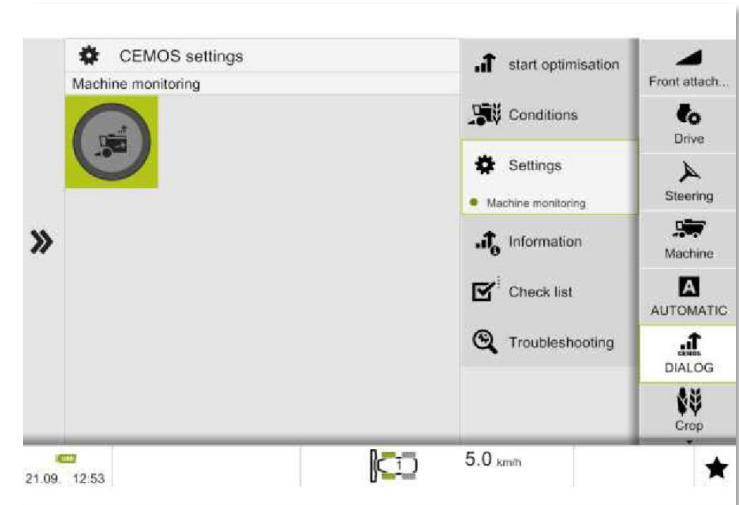 CEMOS settings
Machine monitoring
start optimisation
Conditions
Settings
Machine monitoring
Information
Check list
Troubleshooting
Front attach...
Drive
Steering
Machine
A
AUTOMATIC
CEMOS
DIALOG
Crop
21.09. 12:53
1
5.0 km/h